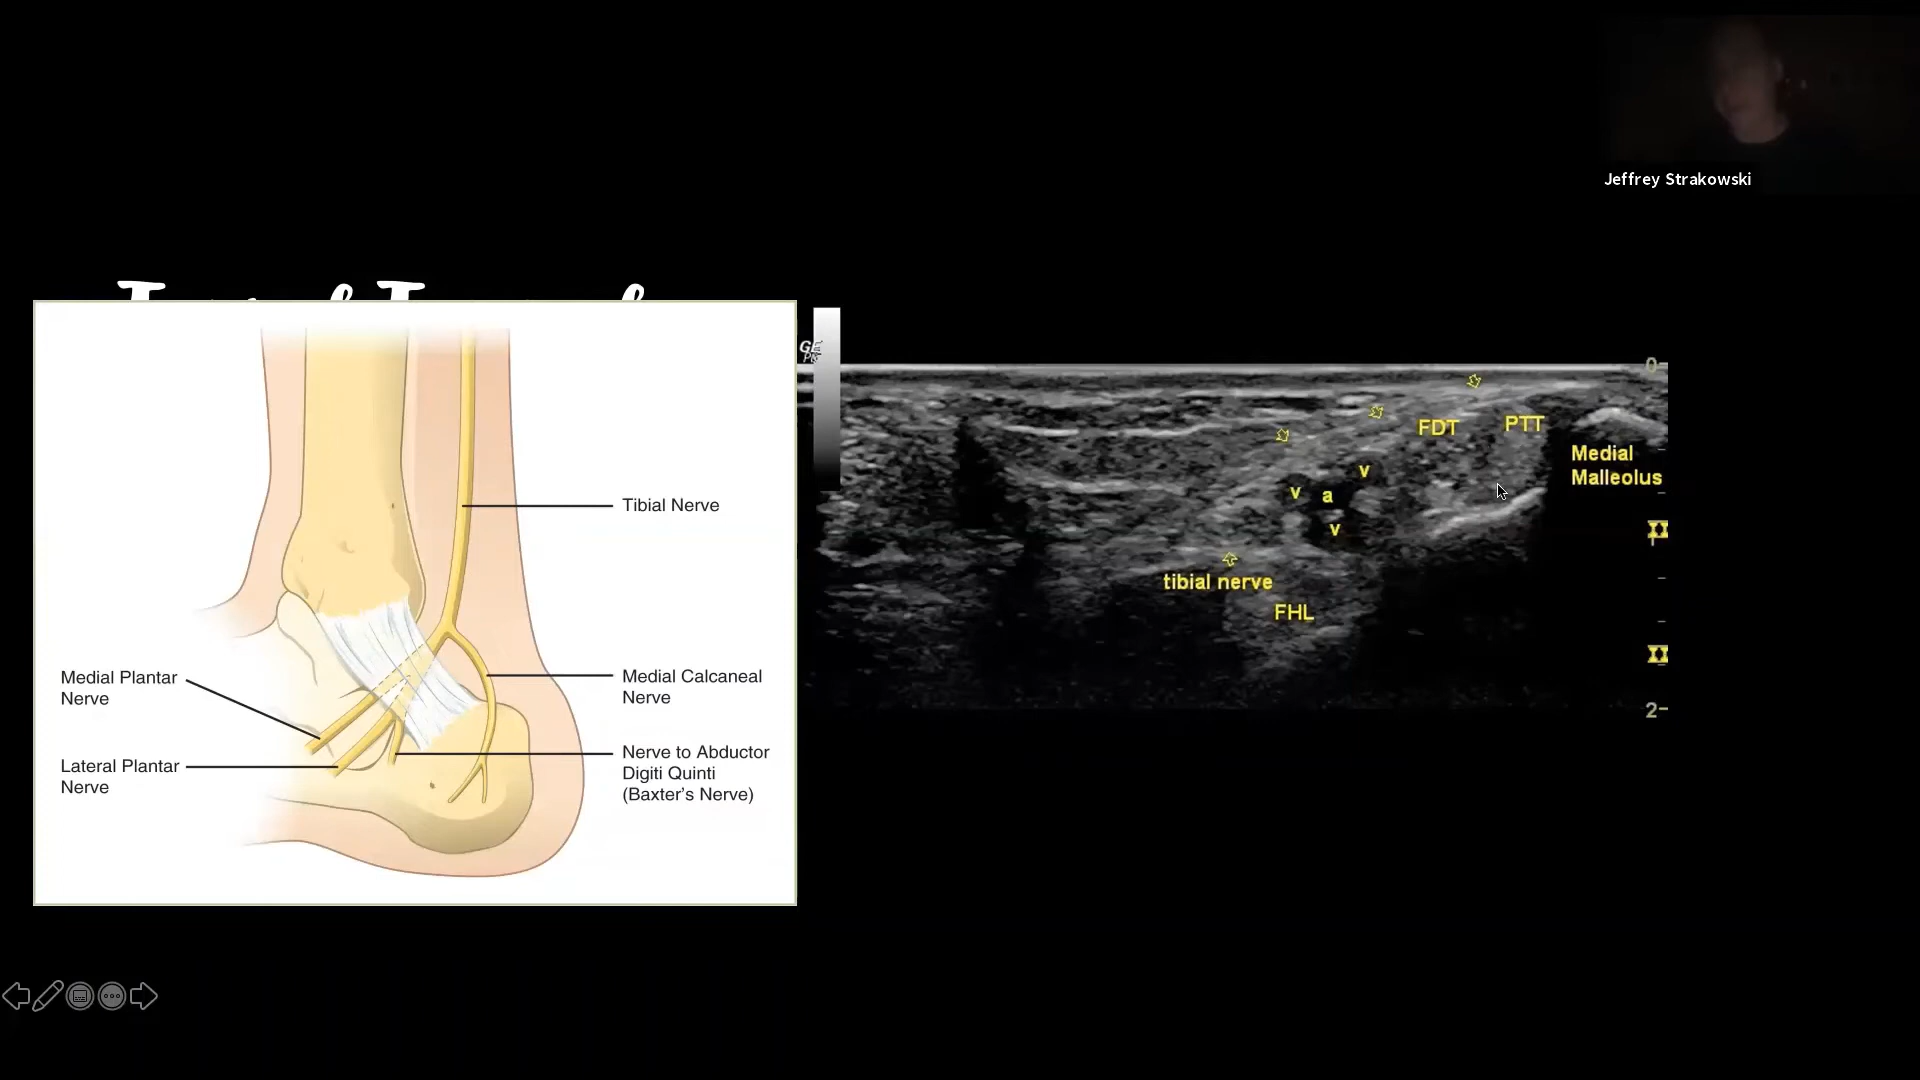 Jeffrey Strakowski
Tibial Nerve
Medial Plantar
Nerve
Medial Calcaneal
Nerve
Lateral Plantar
Nerve
Nerve to Abductor
Digiti Quinti
(Baxter's Nerve)
GE
0
FDT
PTT
Medial
Malleolus
v
v
a
v
tibial nerve
FHL
2